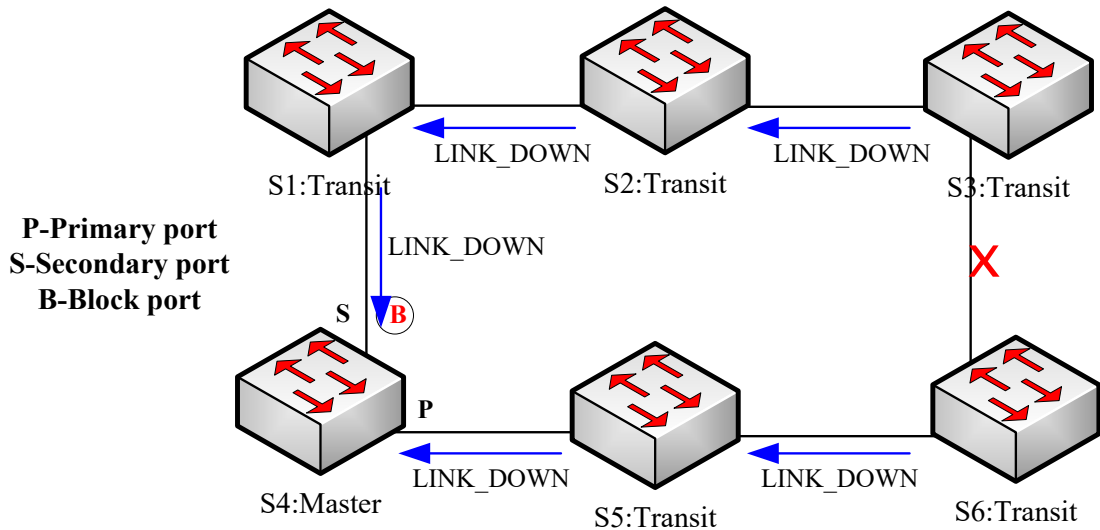 LINK_DOWN
LINK_DOWN
S1:Transit
S2:Transit
S3:Transit
P-Primary port
S-Secondary port
B-Block port
LINK_DOWN
X
S
B
P
LINK_DOWN
LINK_DOWN
S4:Master
S5:Transit
S6:Transit